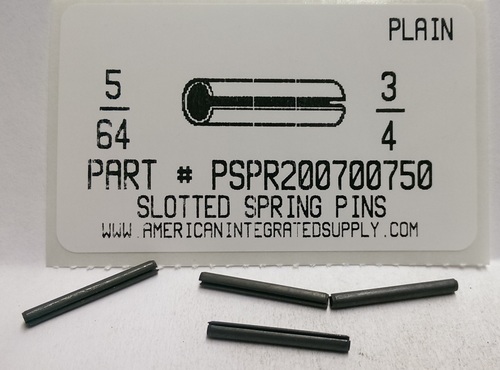 PLAIN
5/64 3/4
PART # PSPR200700750
SLOTTED SPRING PINS
WWW.AMERICANINTEGRATEDSUPPLY.COM